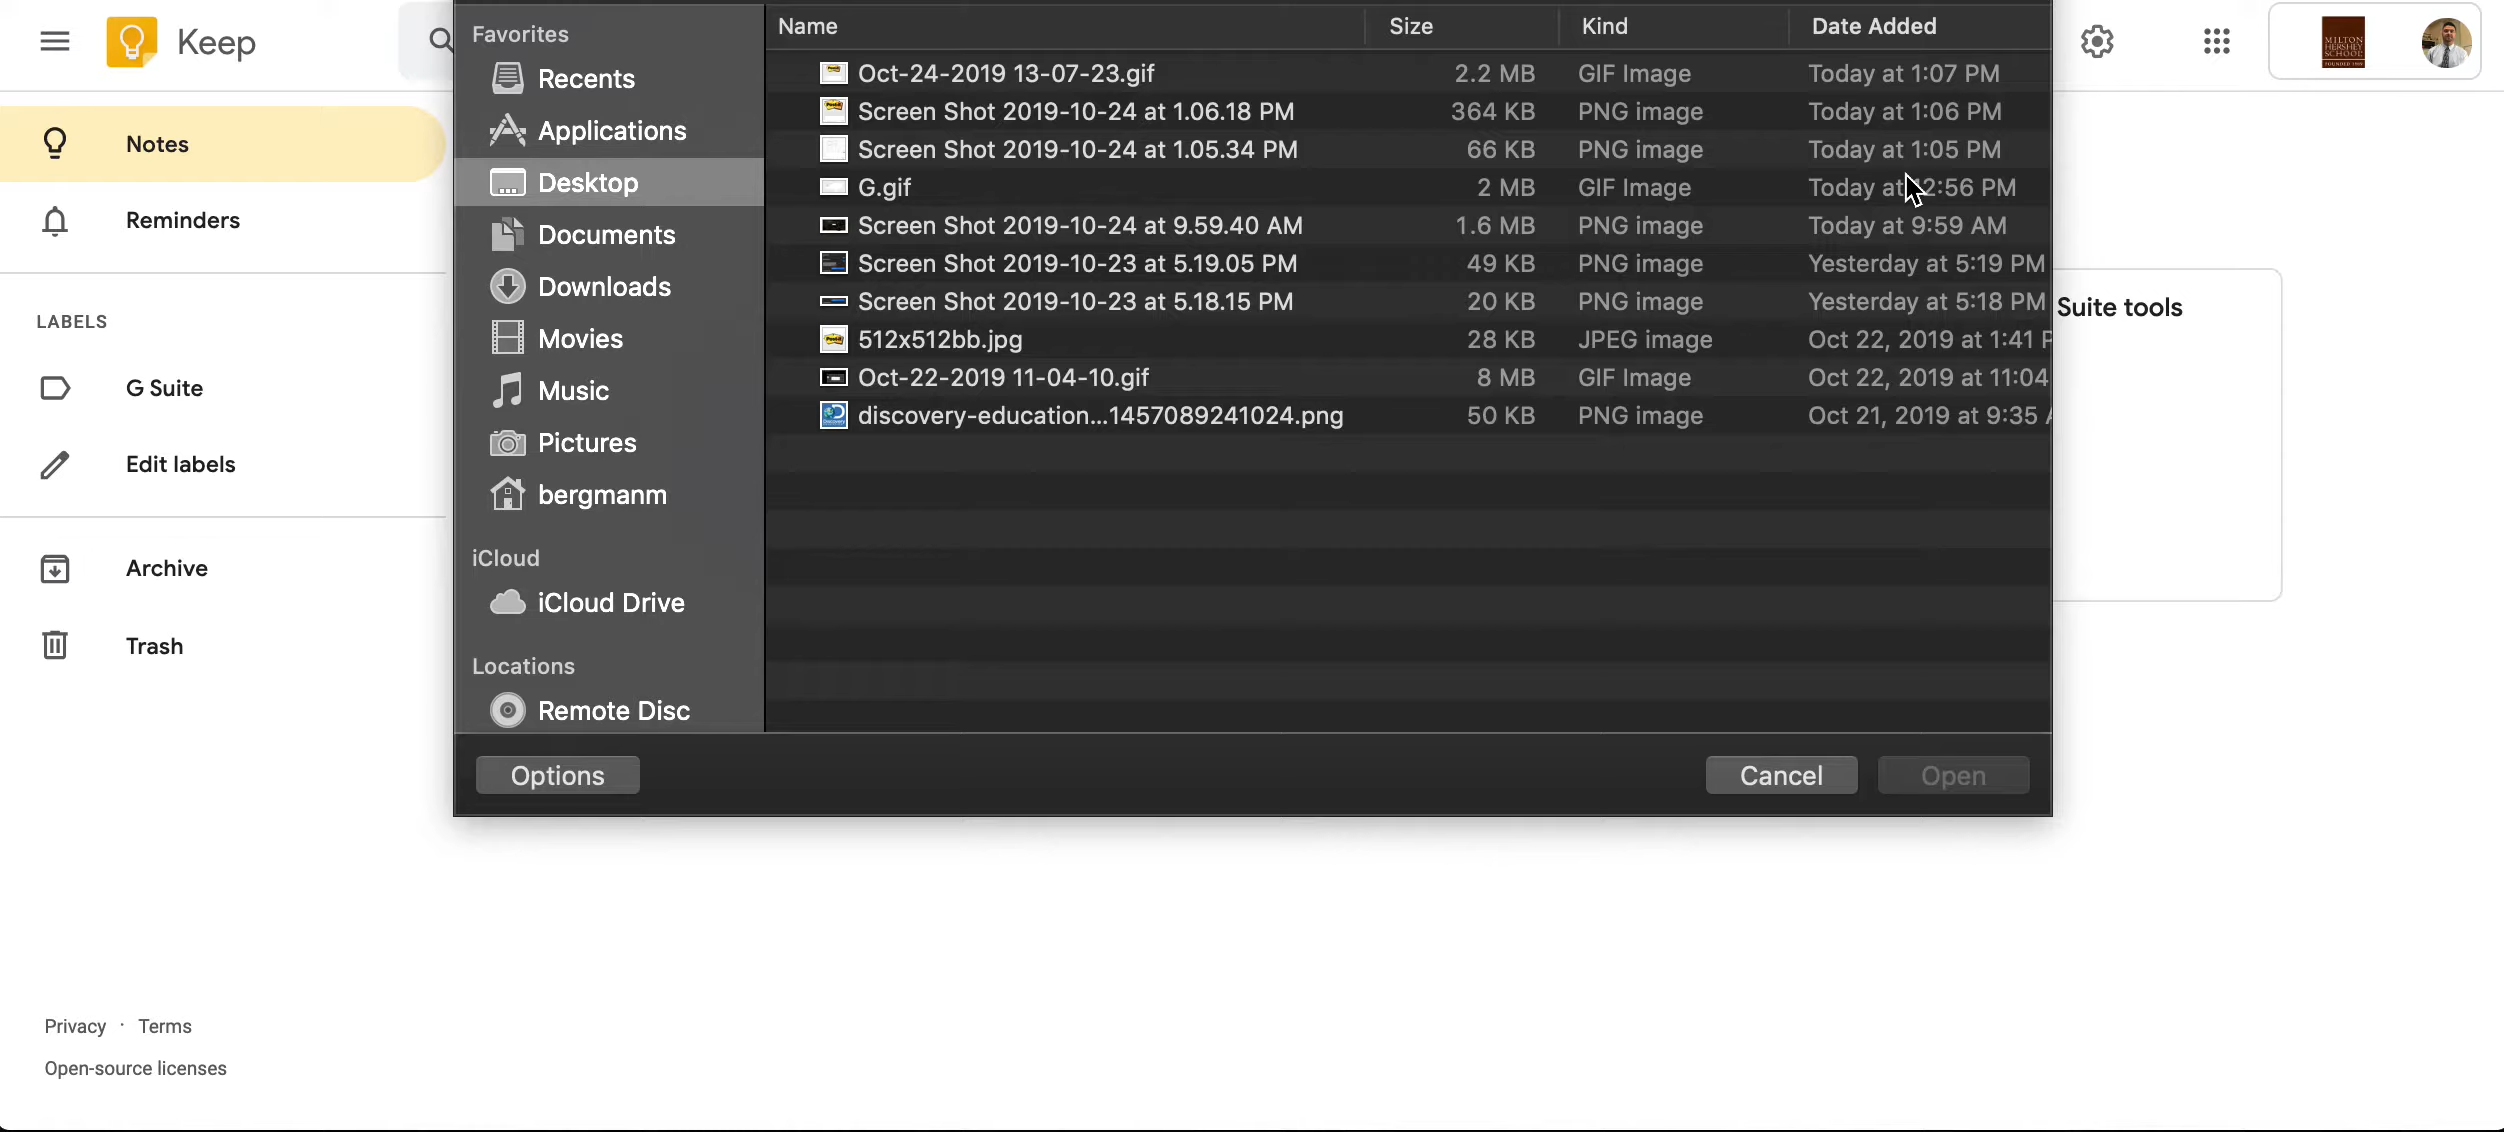 Keep
Notes
Reminders
LABELS
G Suite
Edit labels
Archive
Trash
Privacy · Terms
Open-source licenses
Favorites
Recents
Applications
Desktop
Documents
Downloads
Movies
Music
Pictures
bergmanm
iCloud
iCloud Drive
Locations
Remote Disc
Name Size Kind Date Added
Oct-24-2019 13-07-23.gif 2.2 MB GIF Image Today at 1:07 PM
Screen Shot 2019-10-24 at 1.06.18 PM 364 KB PNG image Today at 1:06 PM
Screen Shot 2019-10-24 at 1.05.34 PM 66 KB PNG image Today at 1:05 PM
G.gif 2 MB GIF Image Today at 12:56 PM
Screen Shot 2019-10-24 at 9.59.40 AM 1.6 MB PNG image Today at 9:59 AM
Screen Shot 2019-10-23 at 5.19.05 PM 49 KB PNG image Yesterday at 5:19 PM
Screen Shot 2019-10-23 at 5.18.15 PM 20 KB PNG image Yesterday at 5:18 PM
512x512bb.jpg 28 KB JPEG image Oct 22, 2019 at 1:41 P
Oct-22-2019 11-04-10.gif 8 MB GIF Image Oct 22, 2019 at 11:04
discovery-education...1457089241024.png 50 KB PNG image Oct 21, 2019 at 9:35 A
Options
Cancel
Open
MILTON
HERSHEY
SCHOOL
Suite tools